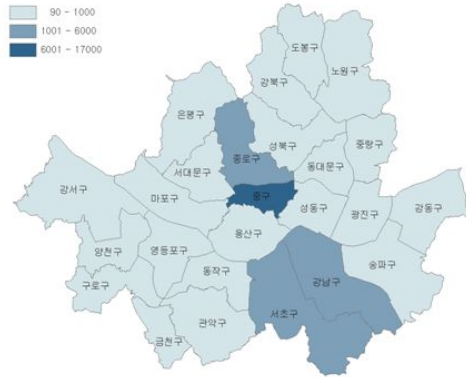 90 - 1000
1001 - 6000
6001 - 17000
도봉구
노원구
강북구
은평구
성북구
중랑구
종로구
서대문구
동대문구
강서구
마포구
중구
성동구
광진구
강동구
용산구
양천구
영등포구
송파구
동작구
강남구
구로구
서초구
관악구
금천구